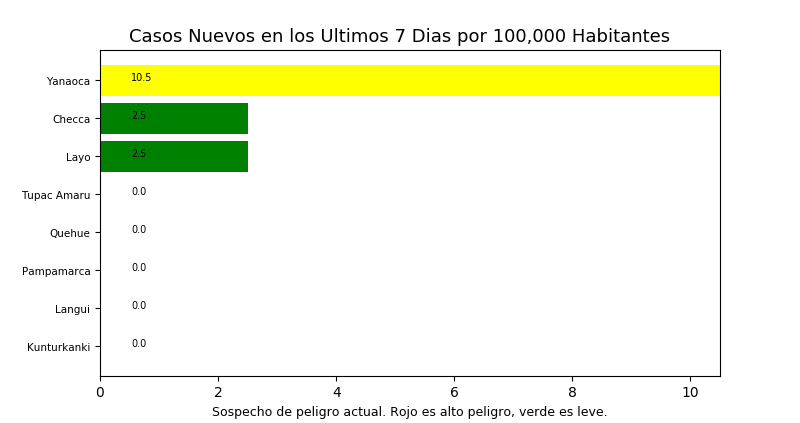 Casos Nuevos en los Ultimos 7 Dias por 100,000 Habitantes
Yanaoca 10.5
Checca 2.5
Layo 2.5
Tupac Amaru 0.0
Quehue 0.0
Pampamarca 0.0
Langui 0.0
Kunturkanki 0.0
0 2 4 6 8 10
Sospecho de peligro actual. Rojo es alto peligro, verde es leve.